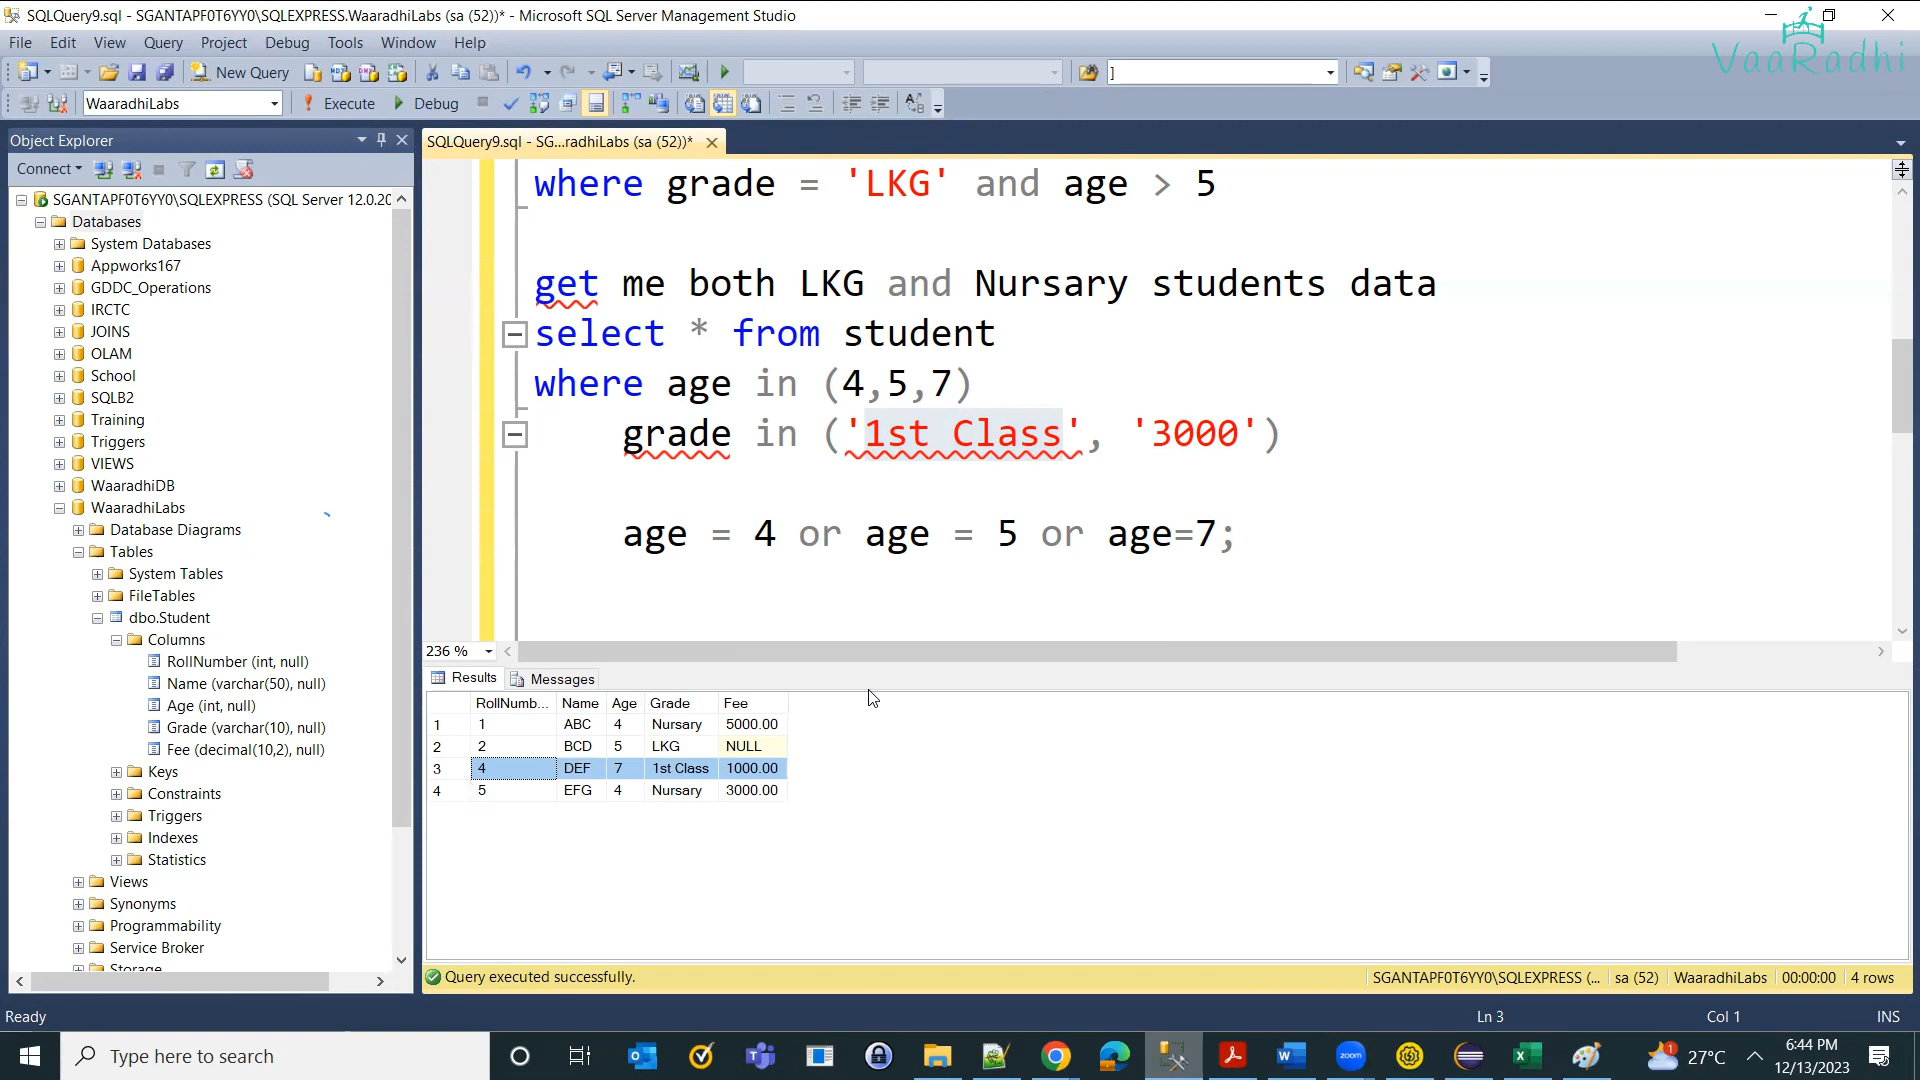 SQLQuery9.sql - SGANTAPF0T6YY0\SQLEXPRESS.WaaradhiLabs (sa (52))* - Microsoft SQL Server Management Studio
VaaRadhi
File Edit View Query Project Debug Tools Window Help
New Query ]
WaaradhiLabs Execute Debug
Object Explorer
SQLQuery9.sql - SG...radhiLabs (sa (52))*
Connect
SGANTAPF0T6YY0\SQLEXPRESS (SQL Server 12.0.20
Databases
System Databases
Appworks167
GDDC_Operations
IRCTC
JOINS
OLAM
School
SQLB2
Training
Triggers
VIEWS
WaaradhiDB
WaaradhiLabs
Database Diagrams
Tables
System Tables
FileTables
dbo.Student
Columns
RollNumber (int, null)
Name (varchar(50), null)
Age (int, null)
Grade (varchar(10), null)
Fee (decimal(10,2), null)
Keys
Constraints
Triggers
Indexes
Statistics
Views
Synonyms
Programmability
Service Broker
Storage
where grade = 'LKG' and age > 5
get me both LKG and Nursary students data
select * from student
where age in (4,5,7)
grade in ('1st Class', '3000')
age = 4 or age = 5 or age=7;
236 %
Results Messages
RollNumb... Name Age Grade Fee
1 1 ABC 4 Nursary 5000.00
2 2 BCD 5 LKG NULL
3 4 DEF 7 1st Class 1000.00
4 5 EFG 4 Nursary 3000.00
Query executed successfully. SGANTAPF0T6YY0\SQLEXPRESS (... sa (52) WaaradhiLabs 00:00:00 4 rows
Ready Ln 3 Col 1 INS
Type here to search zoom 1 27°C 6:44 PM
12/13/2023